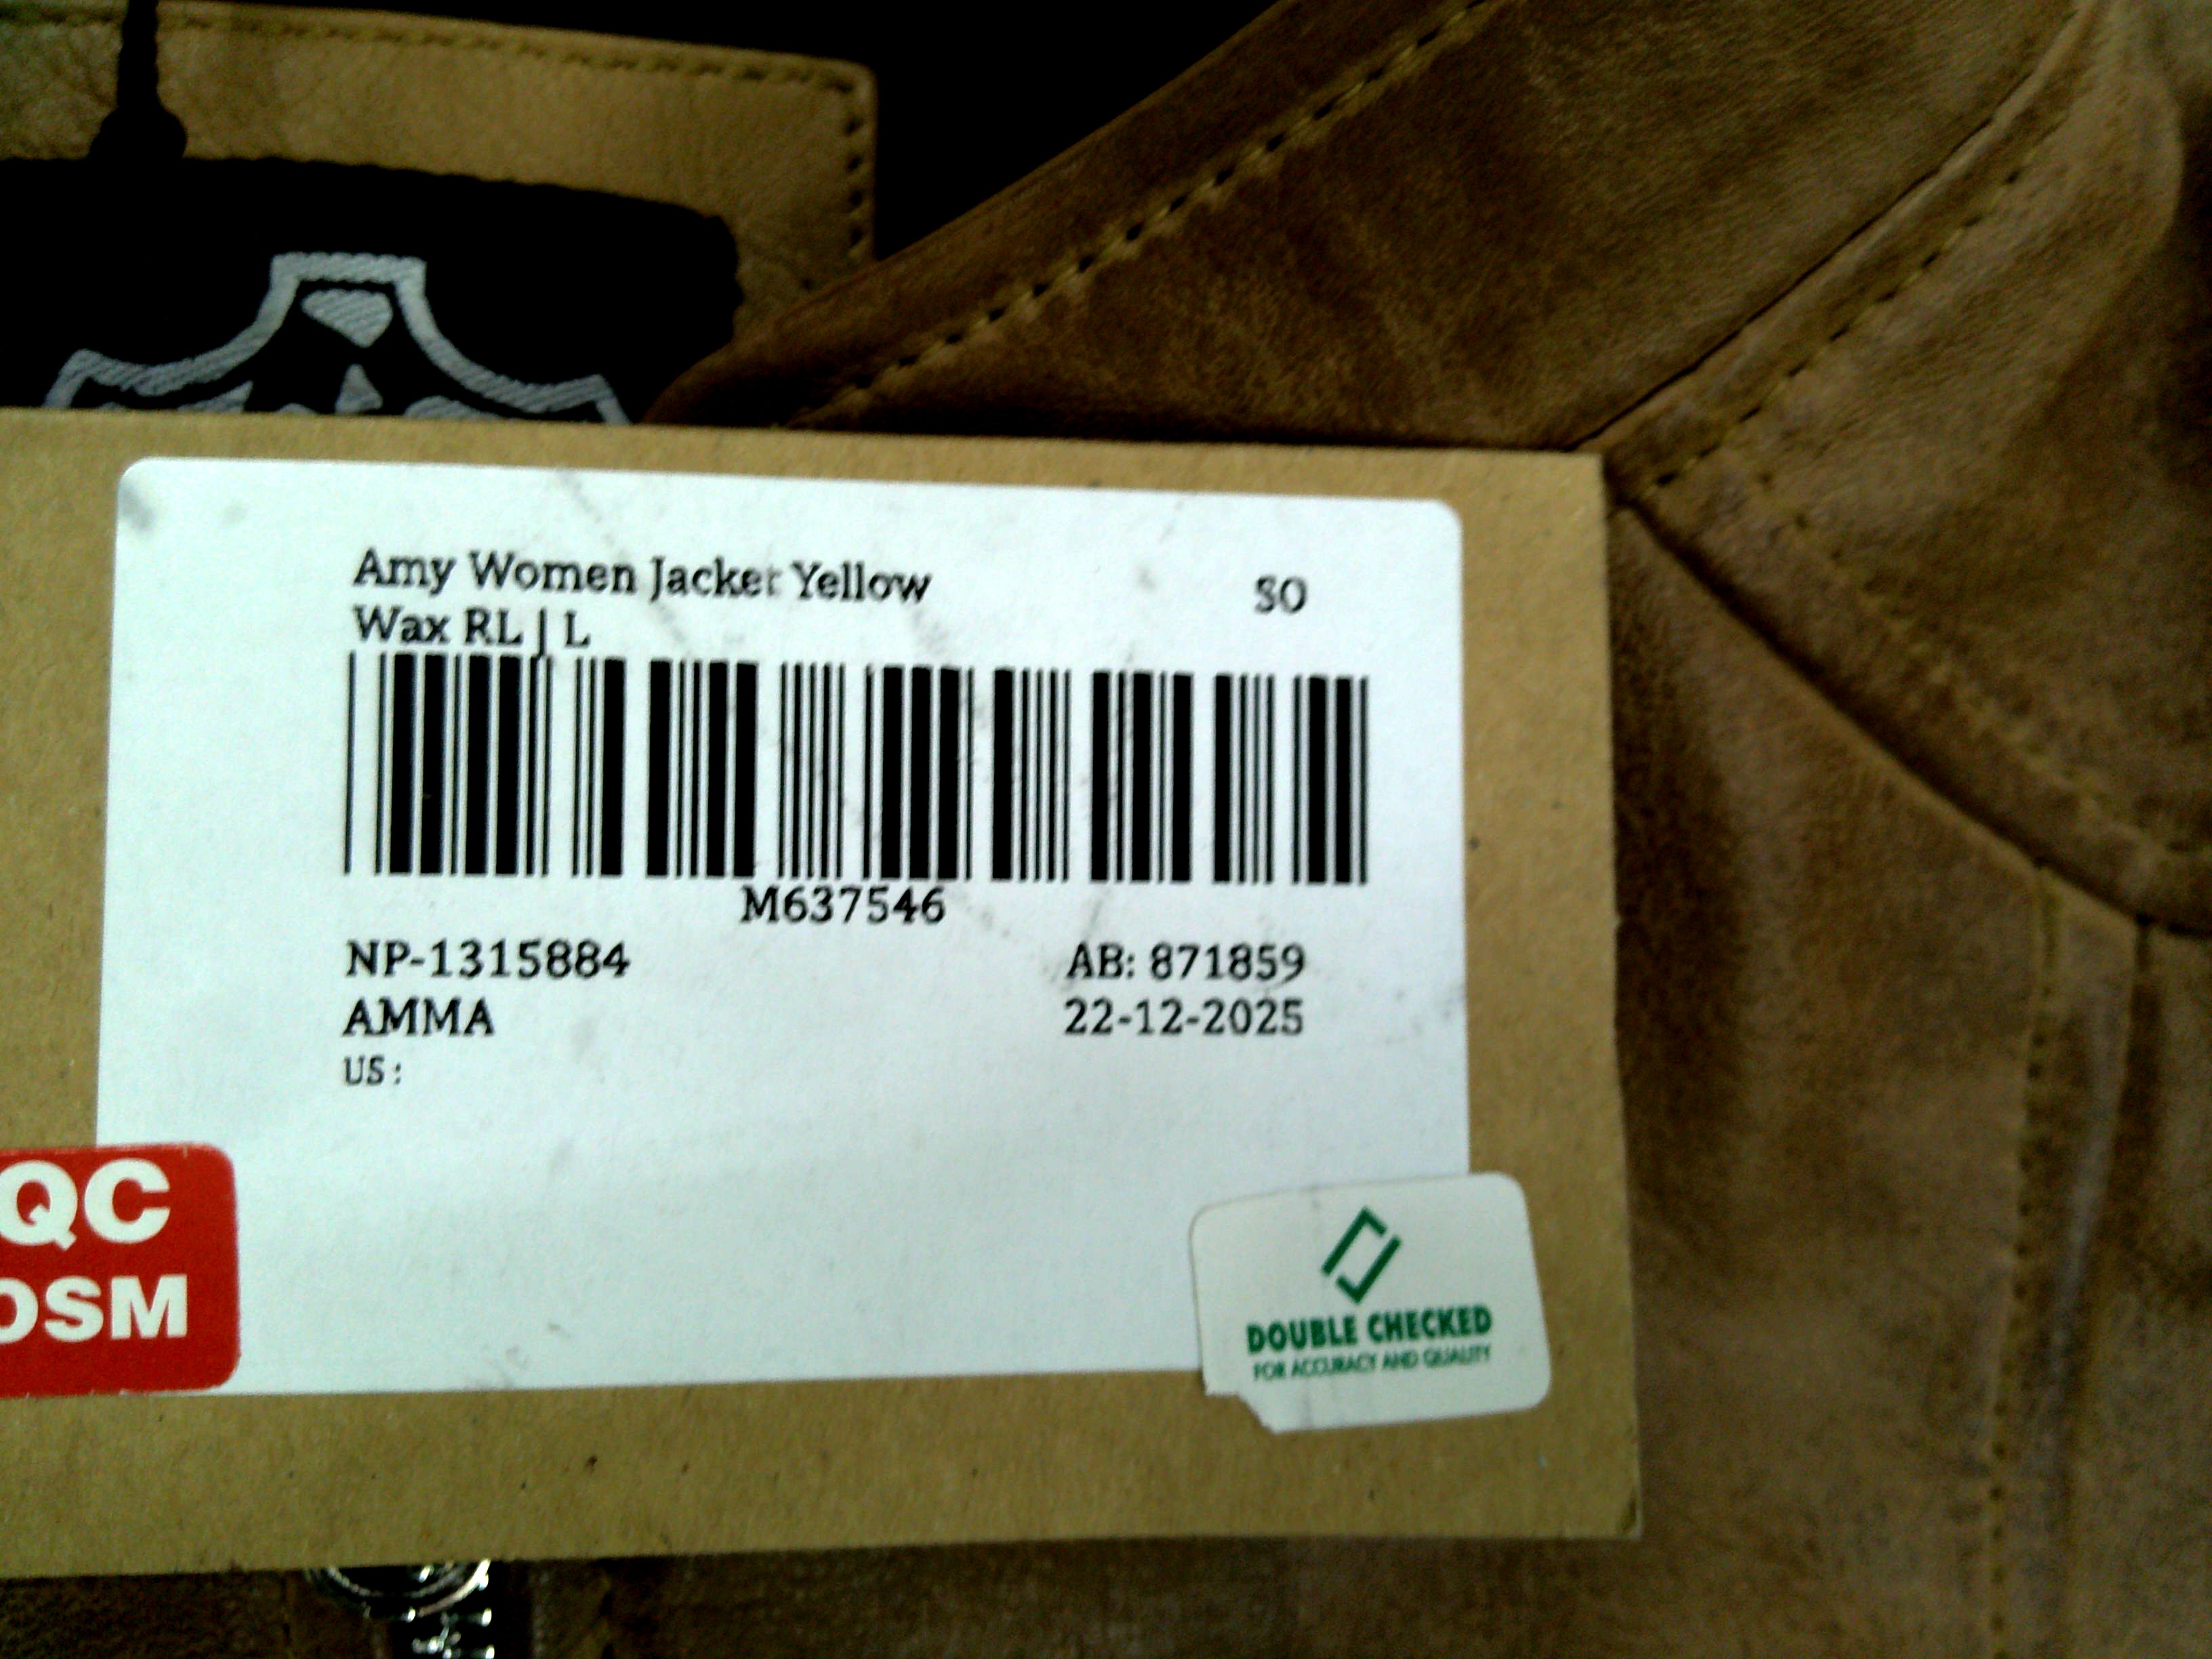 Amy Women Jacket Yellow
Wax RL | L
SO
M637546
NP-1315884
AB: 871859
AMMA
22-12-2025
US :
QC
OSM
DOUBLE CHECKED
FOR ACCURACY AND QUALITY